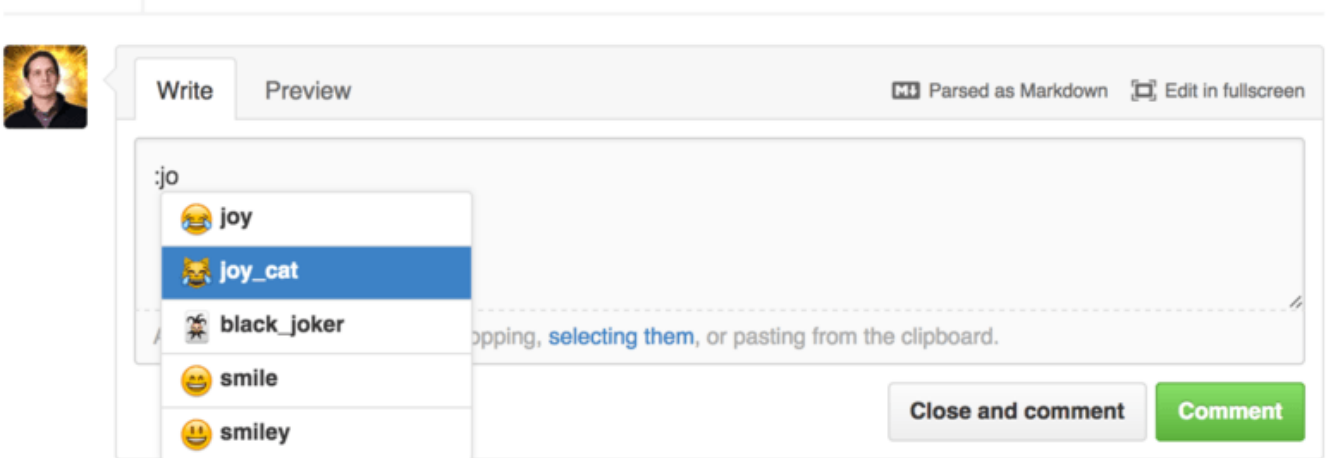 Write Preview Parsed as Markdown Edit in fullscreen
:jo
joy
joy_cat
black_joker
opping, selecting them, or pasting from the clipboard.
smile
Close and comment Comment
smiley